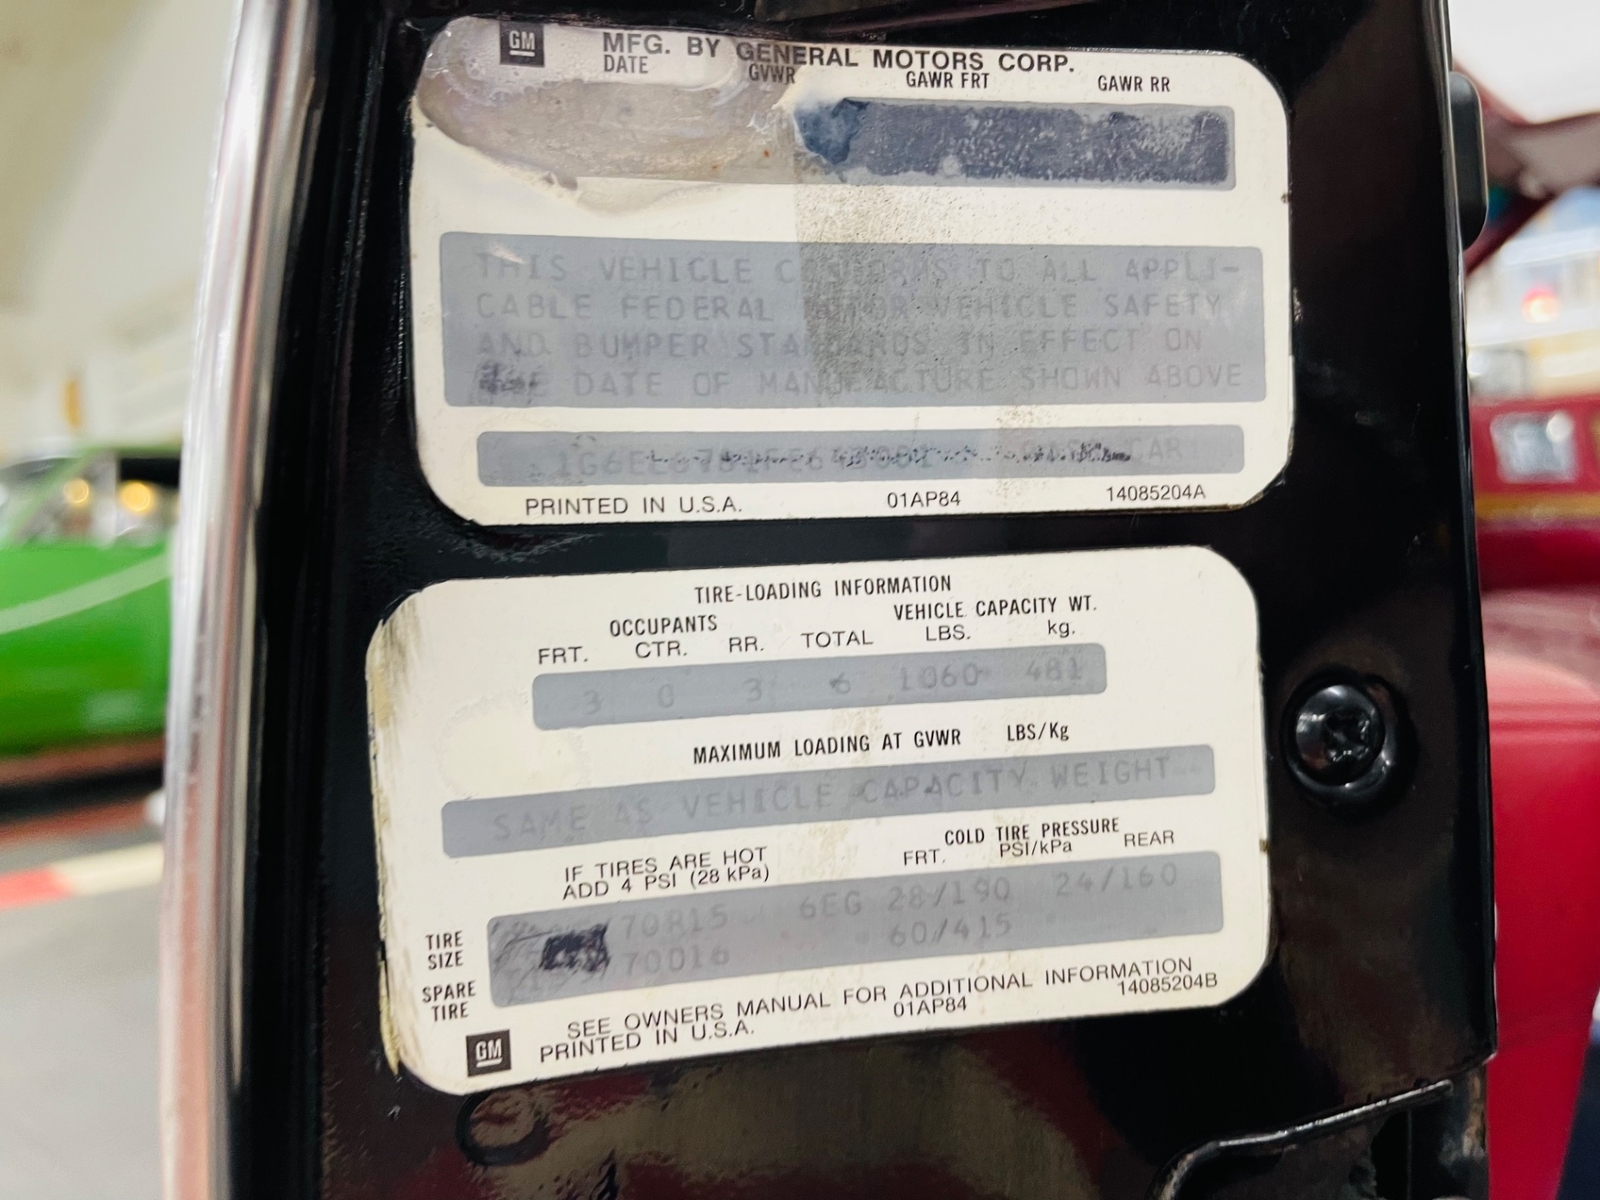 GM MFG. BY GENERAL MOTORS CORP.
DATE GVWR GAWR FRT GAWR RR
THIS VEHICLE CONFORMS TO ALL APPLI-
CABLE FEDERAL MOTOR VEHICLE SAFETY
AND BUMPER STANDARDS IN EFFECT ON
THE DATE OF MANUFACTURE SHOWN ABOVE
CAR
PRINTED IN U.S.A. 01AP84 14085204A
TIRE-LOADING INFORMATION
OCCUPANTS VEHICLE CAPACITY WT.
FRT. CTR. RR. TOTAL LBS. kg.
3 0 3 6 1060 481
MAXIMUM LOADING AT GVWR LBS/Kg
SAME AS VEHICLE CAPACITY WEIGHT
IF TIRES ARE HOT COLD TIRE PRESSURE
ADD 4 PSI (28 kPa) FRT. PSI/kPa REAR
TIRE SIZE /70R15 6EG 28/190 24/160
SPARE TIRE /70D16 60/415
SEE OWNERS MANUAL FOR ADDITIONAL INFORMATION
GM PRINTED IN U.S.A. 01AP84 14085204B